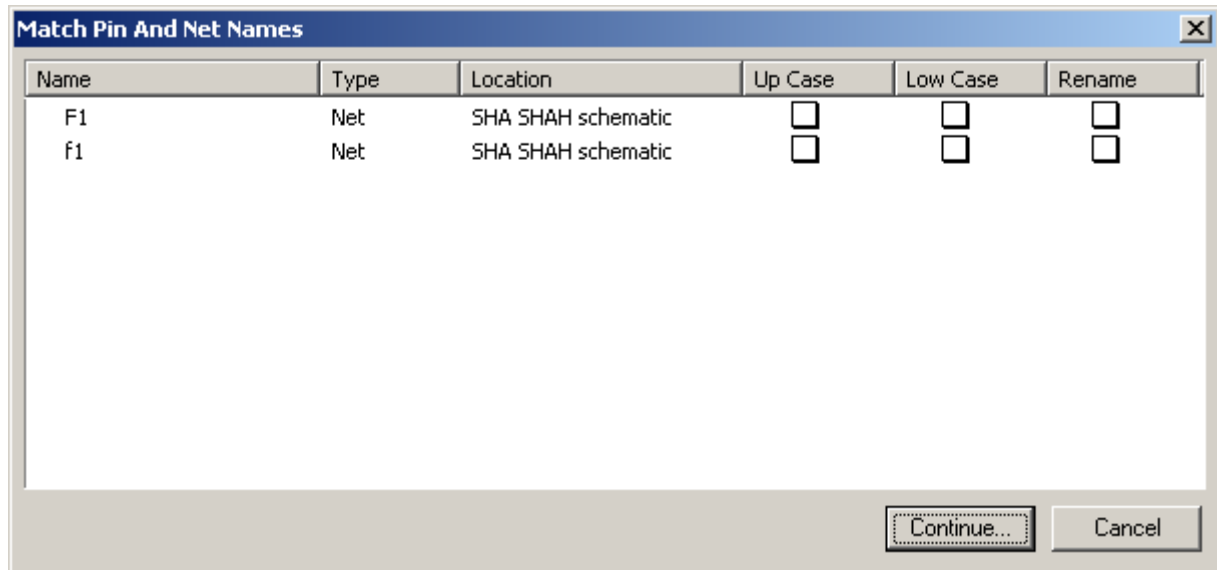 Match Pin And Net Names
Name Type Location Up Case Low Case Rename
F1 Net SHA SHAH schematic
f1 Net SHA SHAH schematic
Continue... Cancel